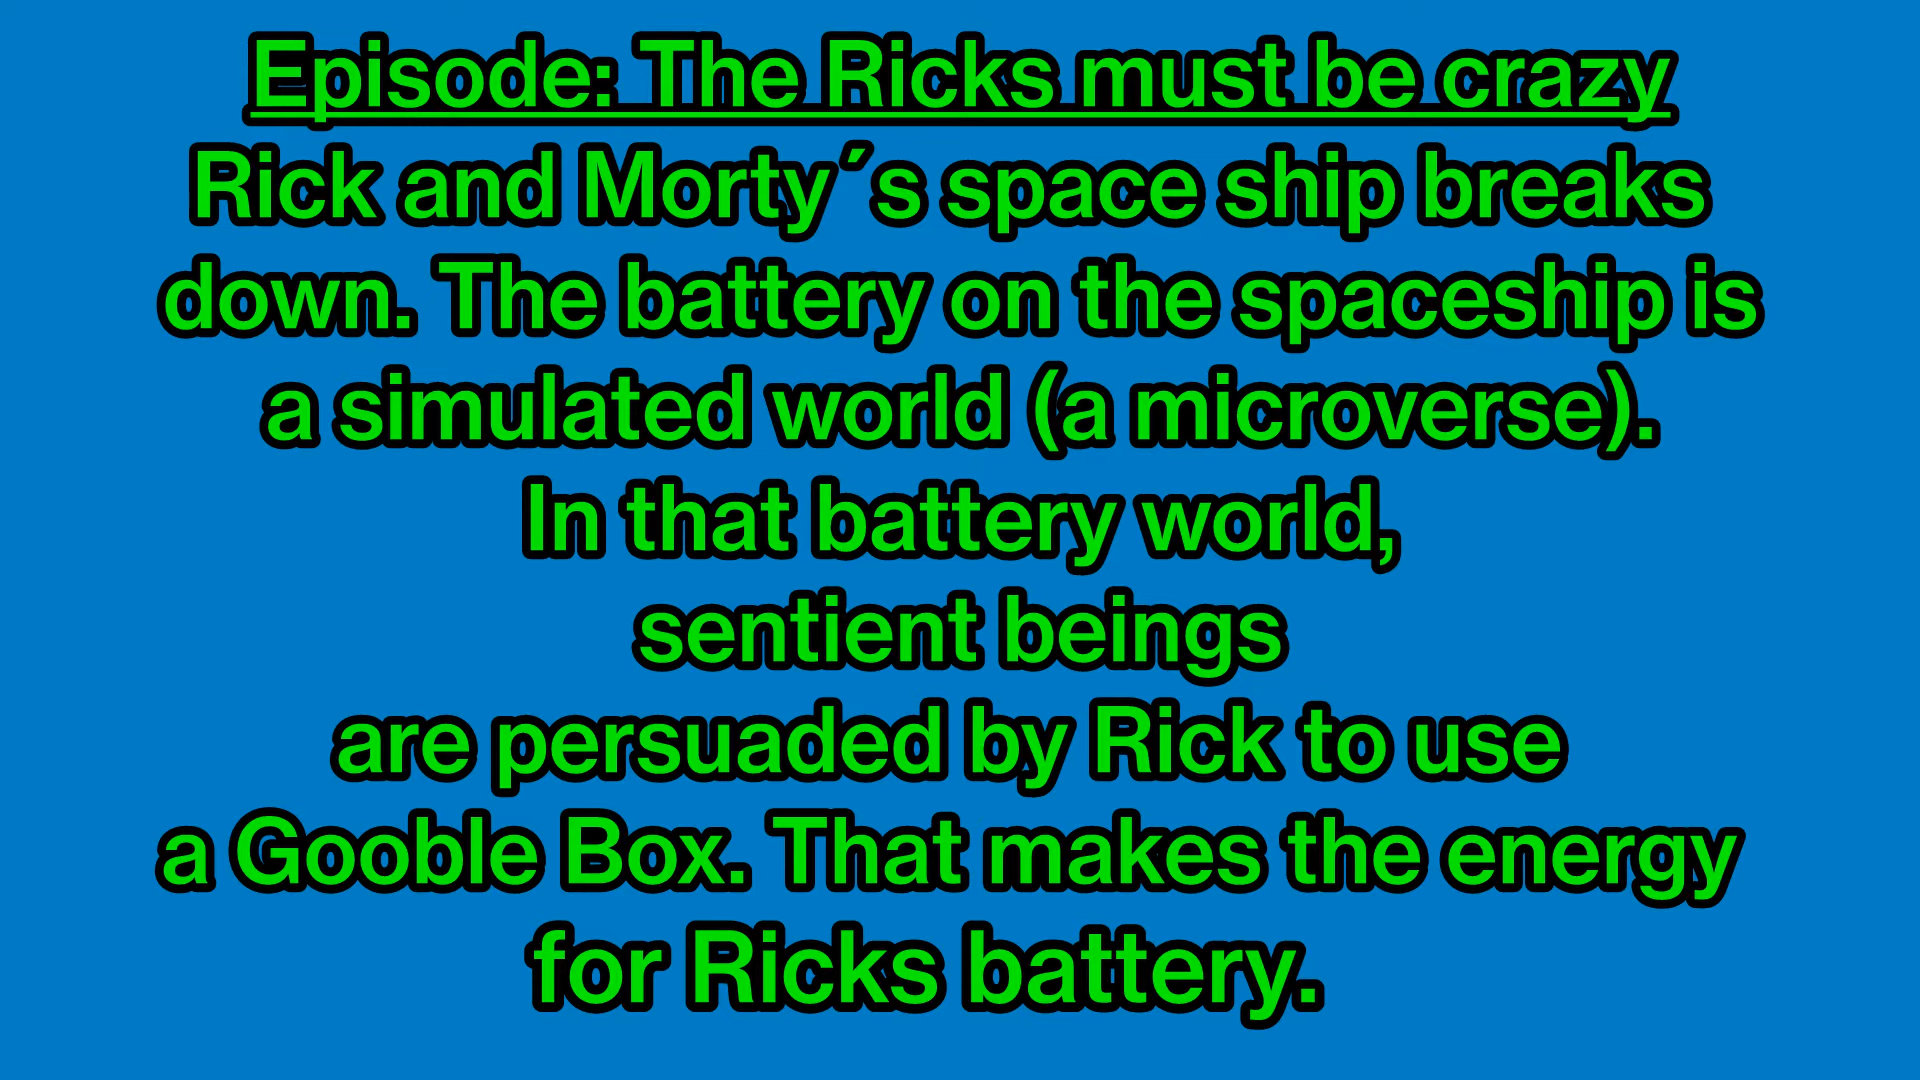 Episode: The Ricks must be crazy
Rick and Morty´s space ship breaks
down. The battery on the spaceship is
a simulated world (a microverse).
In that battery world,
sentient beings
are persuaded by Rick to use
a Gooble Box. That makes the energy
for Ricks battery.